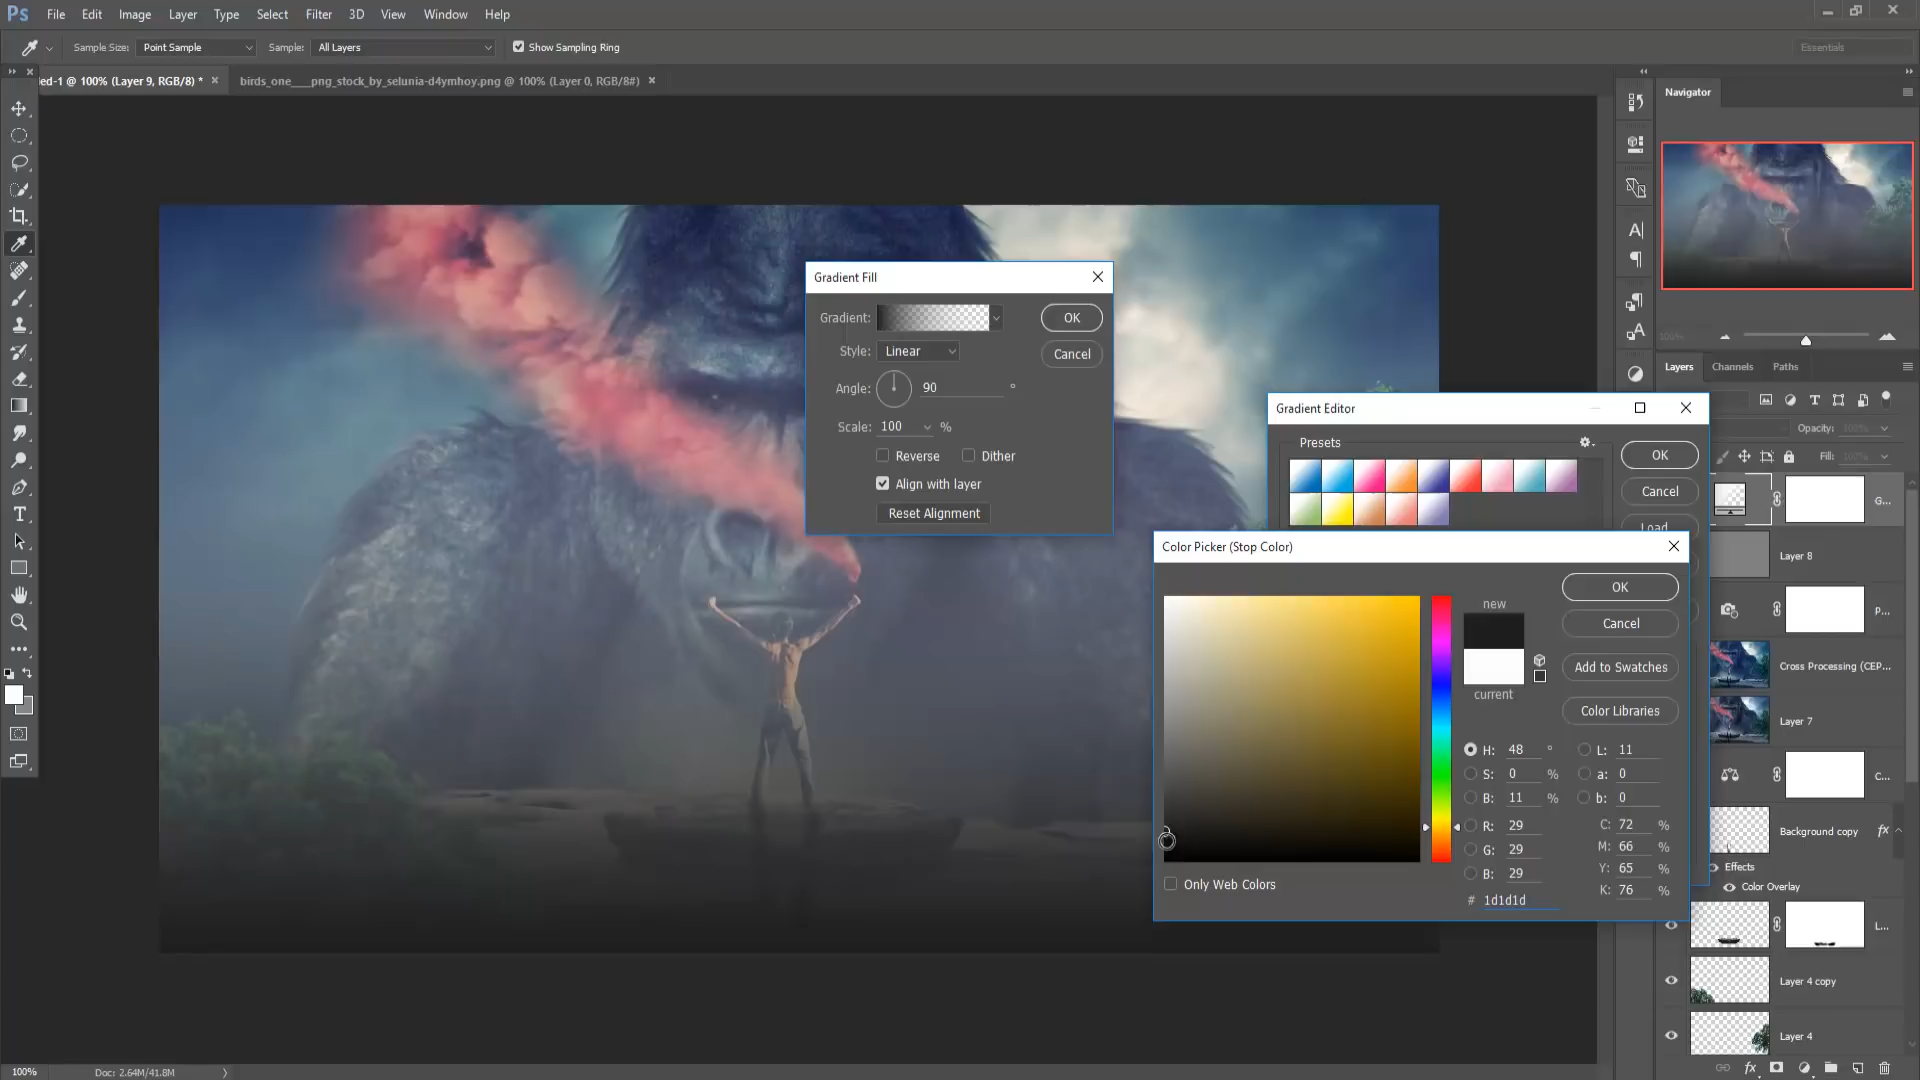 Ps File Edit Image Layer Type Select Filter 3D View Window Help
Sample Size: Point Sample Sample: All Layers Show Sampling Ring Essentials
ed-1 @ 100% (Layer 9, RGB/8) * × birds_one___png_stock_by_selunia-d4ymhoy.png @ 100% (Layer 0, RGB/8#) ×
Navigator
Gradient Fill
Gradient: OK
Style: Linear Cancel
Angle: 90 °
Scale: 100 %
Reverse Dither
Align with layer
Reset Alignment
Gradient Editor
Presets
OK
Cancel
Load...
Color Picker (Stop Color)
new
current
OK
Cancel
Add to Swatches
Color Libraries
H: 48 ° L: 11
S: 0 % a: 0
B: 11 % b: 0
R: 29 C: 72 %
G: 29 M: 66 %
B: 29 Y: 65 %
K: 76 %
# 1d1d1d
Only Web Colors
Layers Channels Paths
Opacity: 100%
Fill: 100%
G...
Layer 8
P...
Cross Processing (CEP...
Layer 7
C...
Background copy fx
Effects
Color Overlay
L...
Layer 4 copy
Layer 4
100% Doc: 2.64M/41.8M